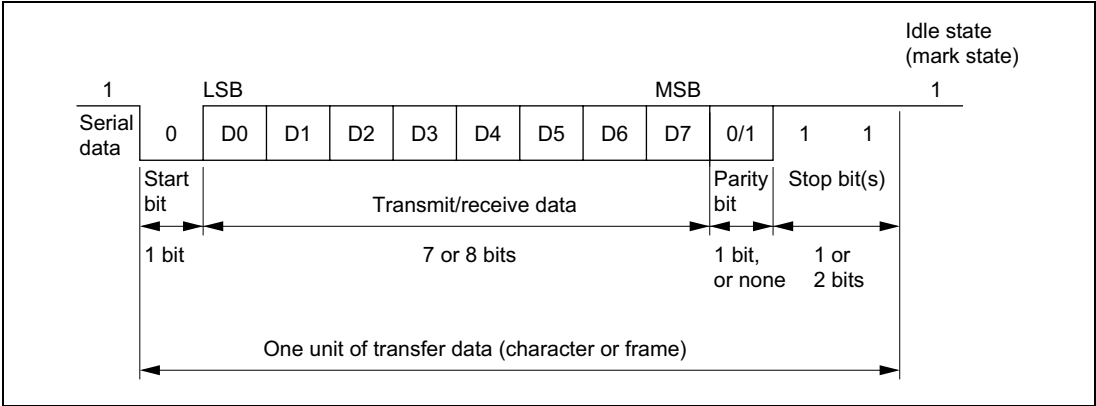 Idle state
(mark state)
1 LSB MSB 1
Serial
data
0 D0 D1 D2 D3 D4 D5 D6 D7 0/1 1 1
Start
bit
Transmit/receive data
Parity
bit
Stop bit(s)
1 bit
7 or 8 bits
1 bit,
or none
1 or
2 bits
One unit of transfer data (character or frame)